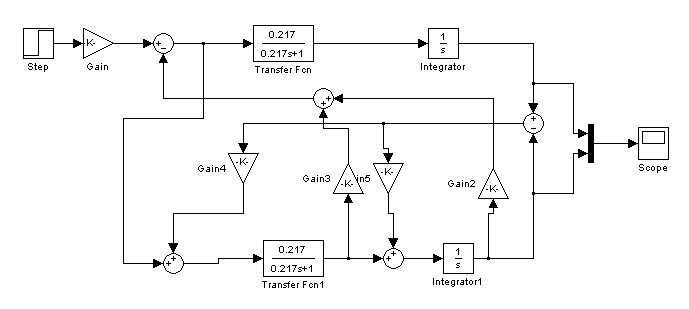 K-
Step
Gain
0.217
0.217s+1
Transfer Fcn
1
s
Integrator
Gain4
-K-
Gain3
-K-
in5
-K-
Gain2
-K-
Scope
0.217
0.217s+1
Transfer Fcn1
1
s
Integrator1